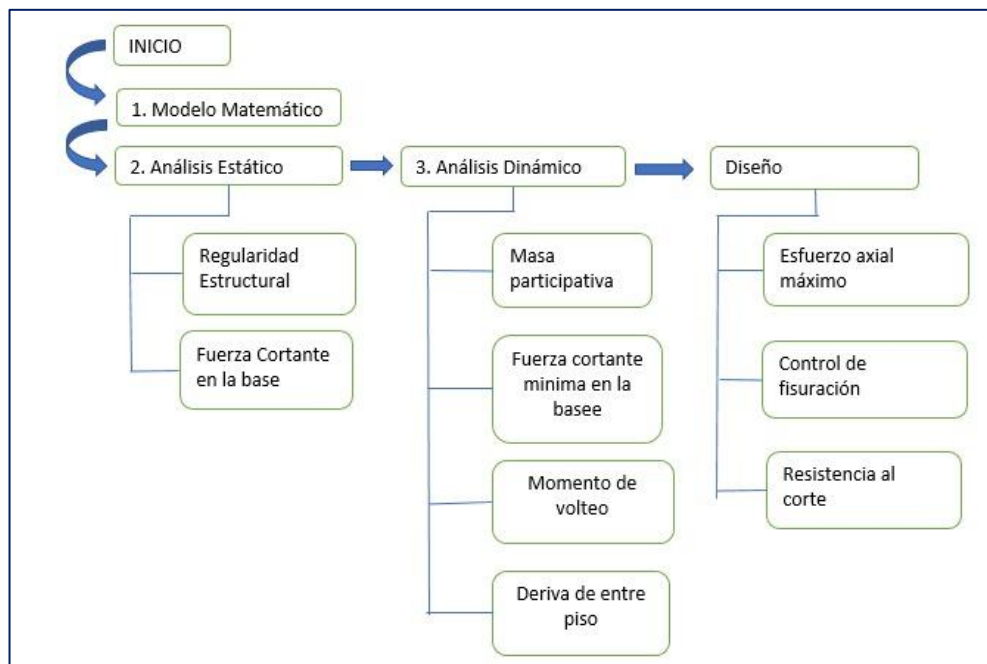 INICIO
1. Modelo Matemático
2. Análisis Estático
Regularidad
Estructural
Fuerza Cortante
en la base
3. Análisis Dinámico
Masa
participativa
Fuerza cortante
minima en la
basee
Momento de
volteo
Deriva de entre
piso
Diseño
Esfuerzo axial
máximo
Control de
fisuración
Resistencia al
corte